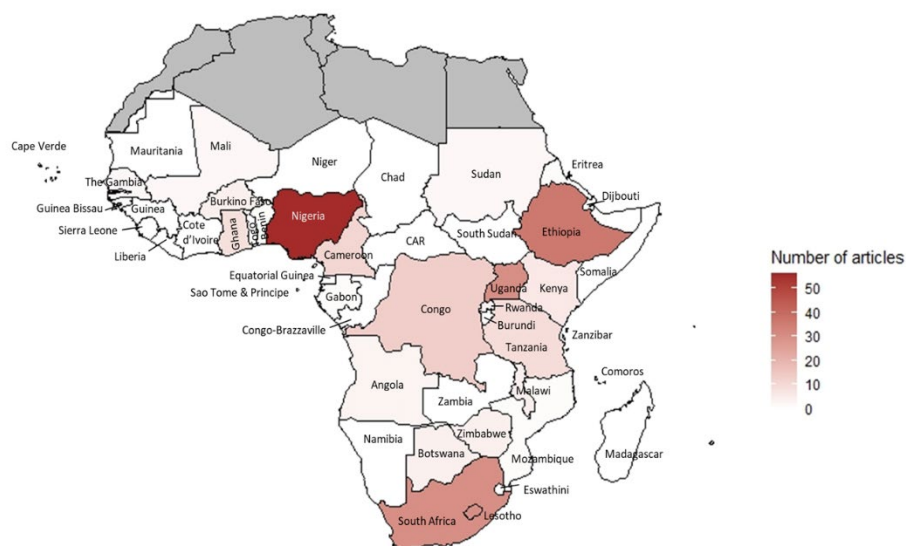 Cape Verde
Mauritania
Mali
Niger
Chad
Sudan
Eritrea
The Gambia
Djibouti
Guinea Bissau
Guinea
Burkino Faso
Nigeria
Ethiopia
Sierra Leone
Cote
d'Ivoire
Ghana
Togo
Benin
CAR
South Sudan
Liberia
Cameroon
Somalia
Equatorial Guinea
Uganda
Kenya
Sao Tome & Principe
Gabon
Congo
Rwanda
Congo-Brazzaville
Burundi
Zanzibar
Tanzania
Comoros
Angola
Malawi
Zambia
Namibia
Zimbabwe
Botswana
Mozambique
Madagascar
Eswathini
South Africa
Lesotho
Number of articles
50
40
30
20
10
0